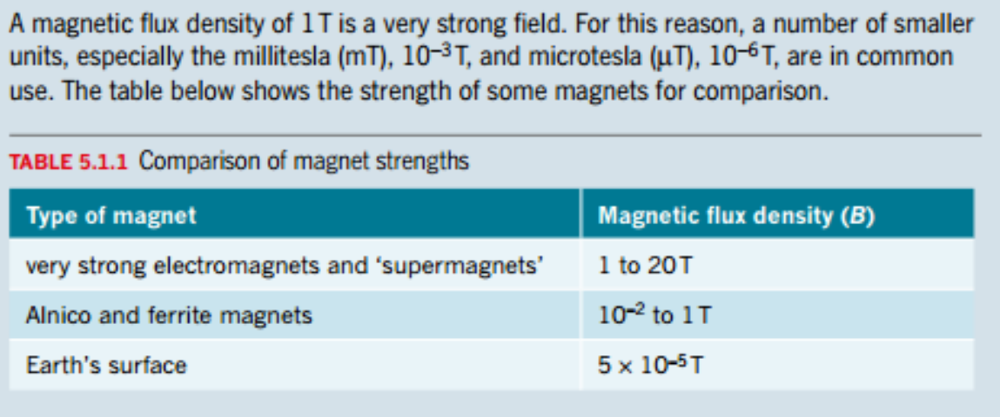 A magnetic flux density of 1 T is a very strong field. For this reason, a number of smaller
units, especially the millitesla (mT), 10⁻³ T, and microtesla (μT), 10⁻⁶ T, are in common
use. The table below shows the strength of some magnets for comparison.
TABLE 5.1.1 Comparison of magnet strengths
Type of magnet Magnetic flux density (B)
very strong electromagnets and ‘supermagnets’ 1 to 20 T
Alnico and ferrite magnets 10⁻² to 1 T
Earth’s surface 5 × 10⁻⁵ T